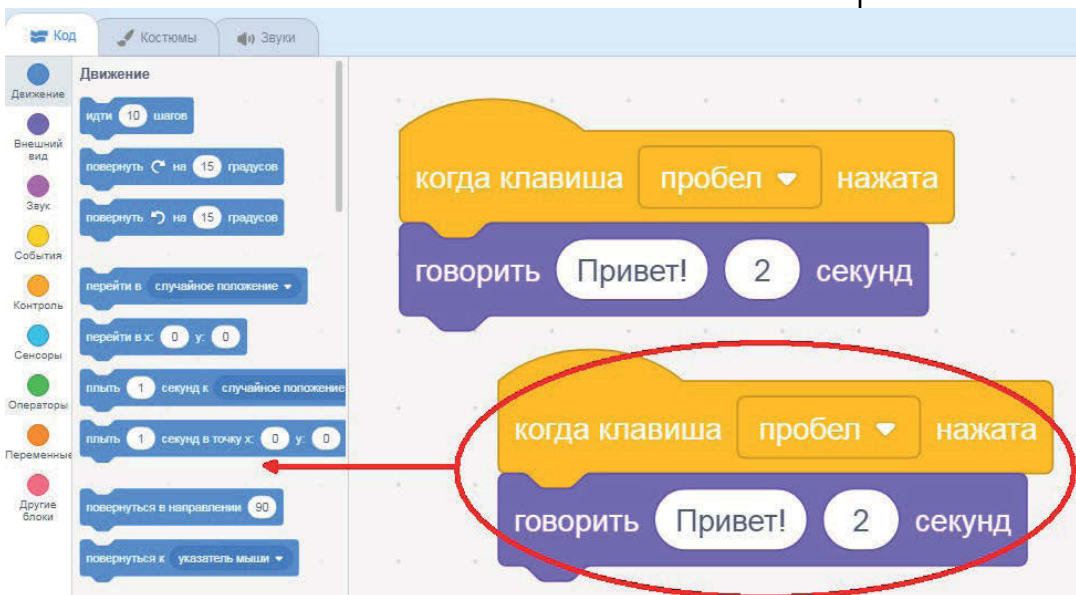 Код
Костюмы
Звуки
Движение
Внешний
вид
Звук
События
Контроль
Сенсоры
Операторы
Переменные
Другие
блоки
Движение
идти 10 шагов
повернуть на 15 градусов
повернуть на 15 градусов
перейти в случайное положение
перейти в x: 0 y: 0
плыть 1 секунд к случайное положение
плыть 1 секунд в точку x: 0 y: 0
повернуться в направлении 90
повернуться к указатель мыши
когда клавиша пробел нажата
говорить Привет! 2 секунд
когда клавиша пробел нажата
говорить Привет! 2 секунд